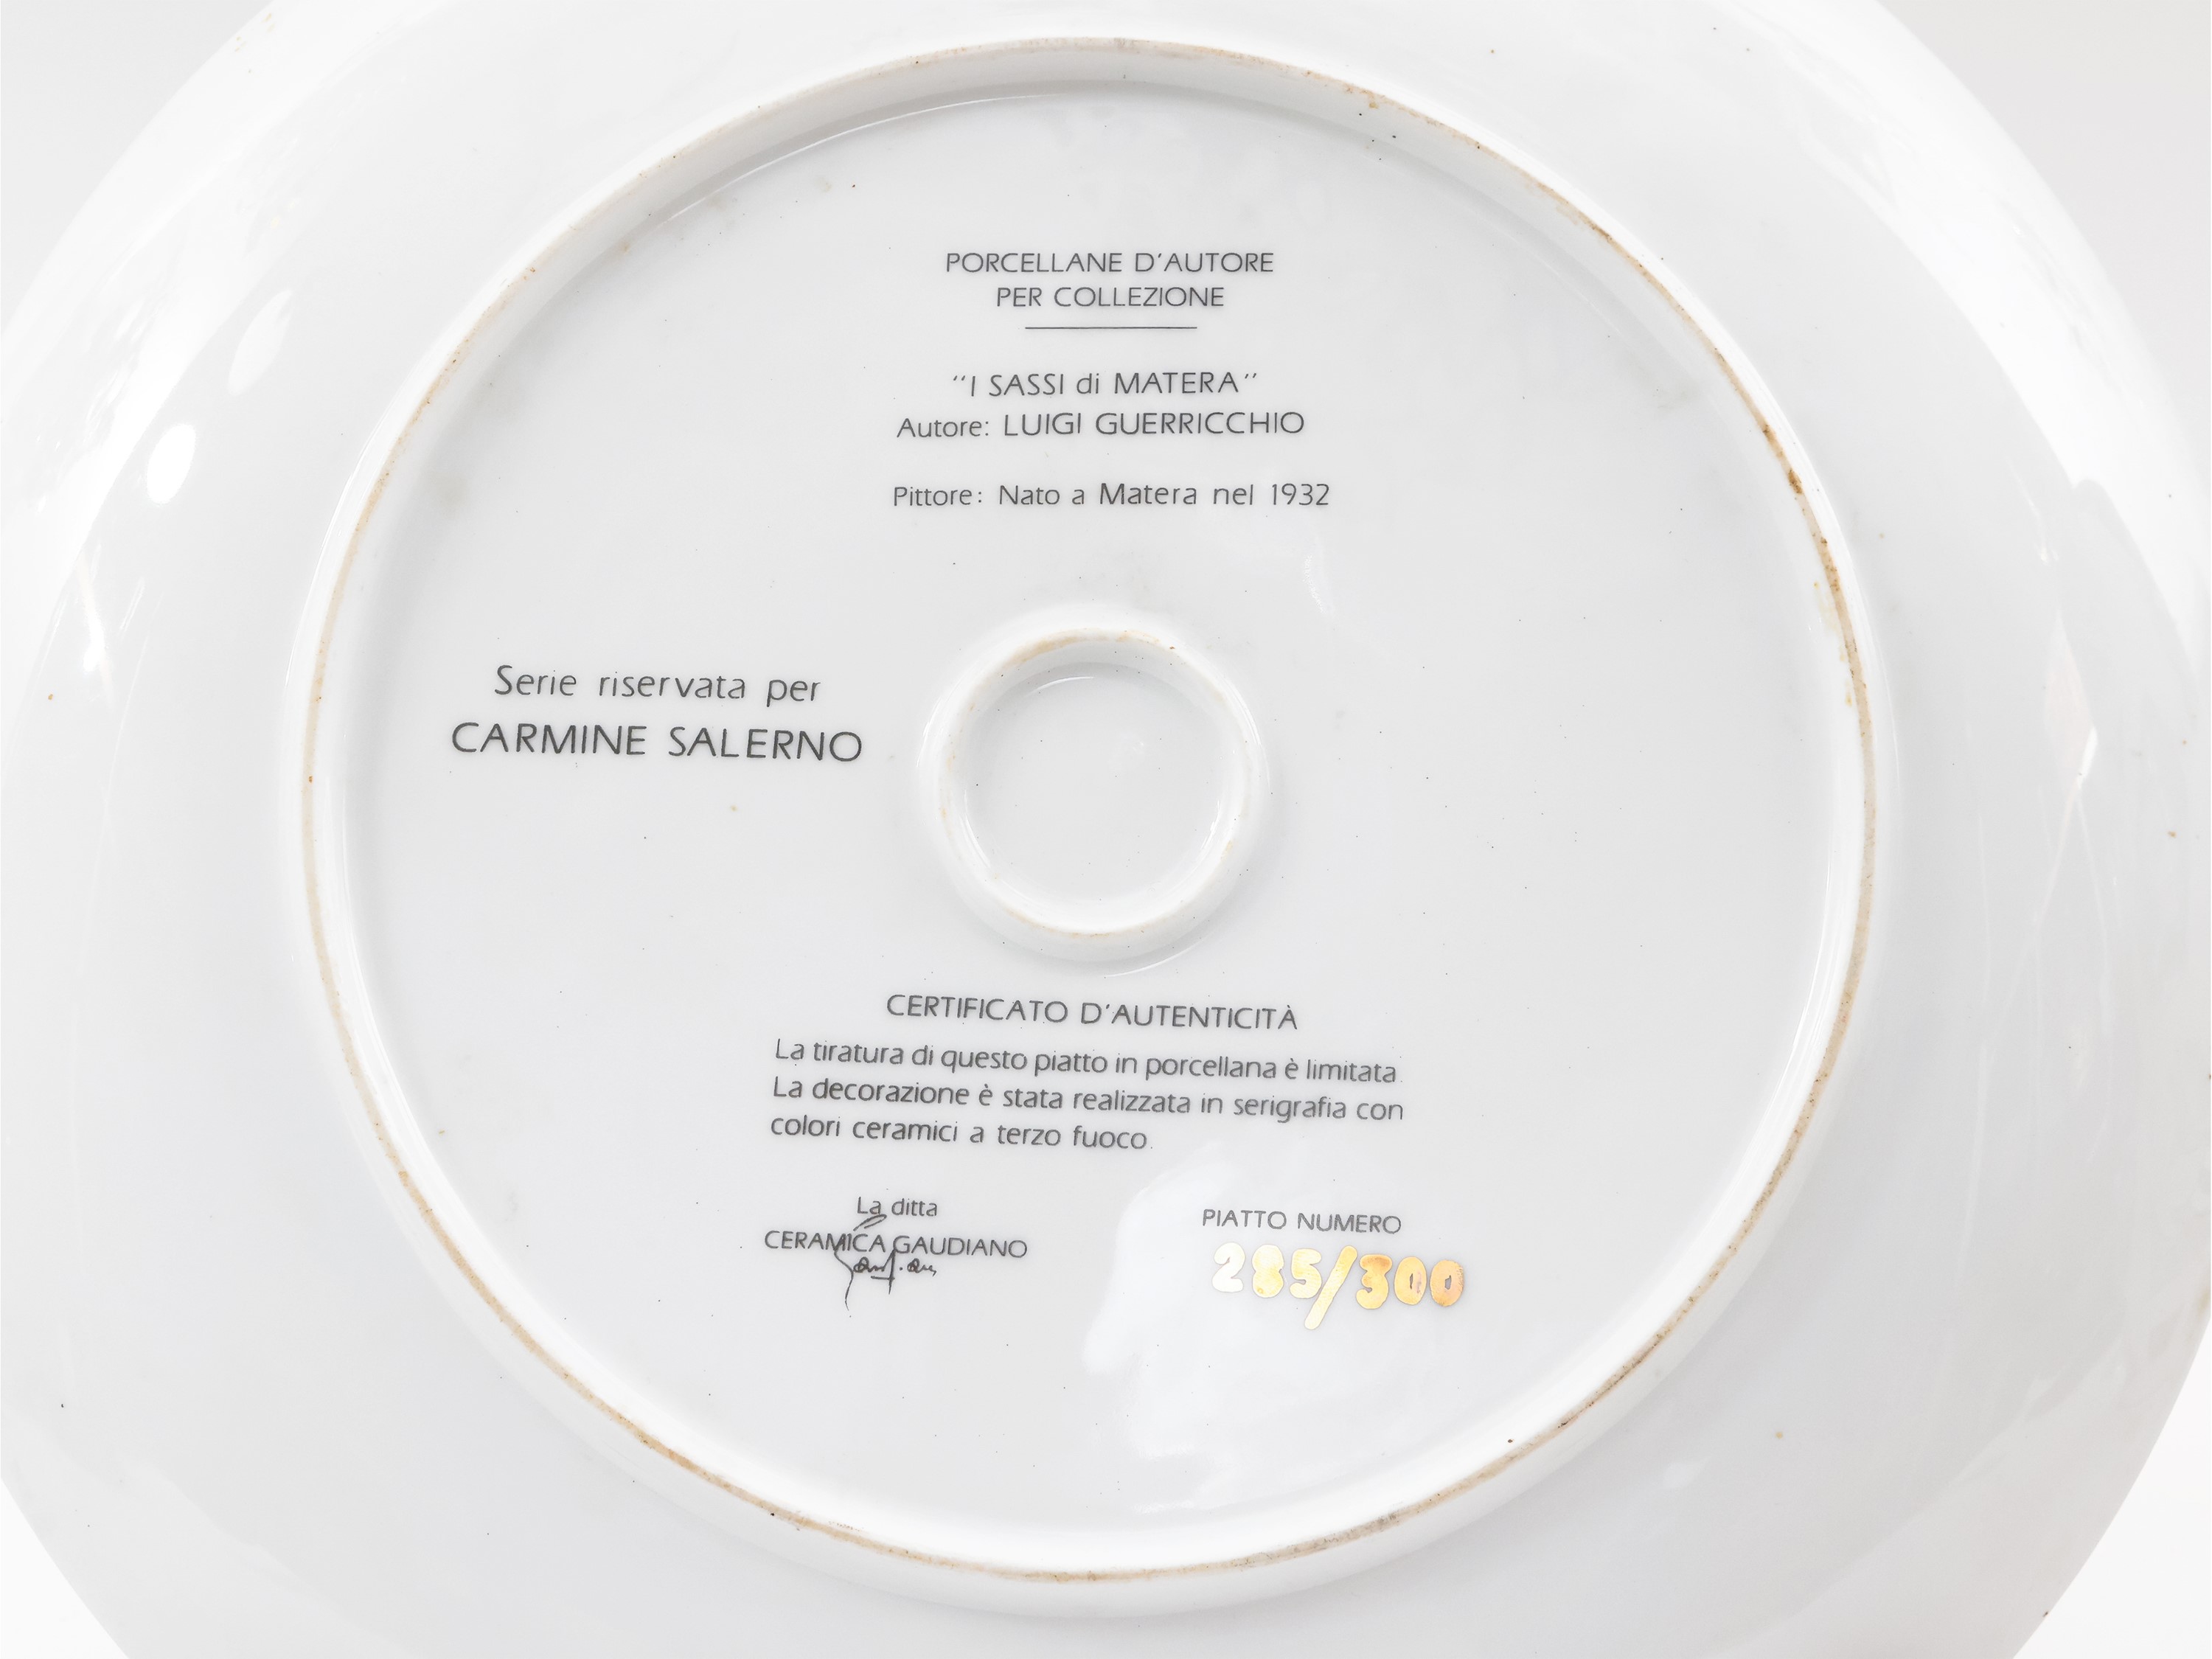 PORCELLANE D'AUTORE
PER COLLEZIONE
"I SASSI di MATERA"
Autore: LUIGI GUERRICCHIO
Pittore: Nato a Matera nel 1932
Serie riservata per
CARMINE SALERNO
CERTIFICATO D'AUTENTICITÀ
La tiratura di questo piatto in porcellana è limitata.
La decorazione è stata realizzata in serigrafia con
colori ceramici a terzo fuoco.
La ditta
CERAMICA GAUDIANO
PIATTO NUMERO
285/300